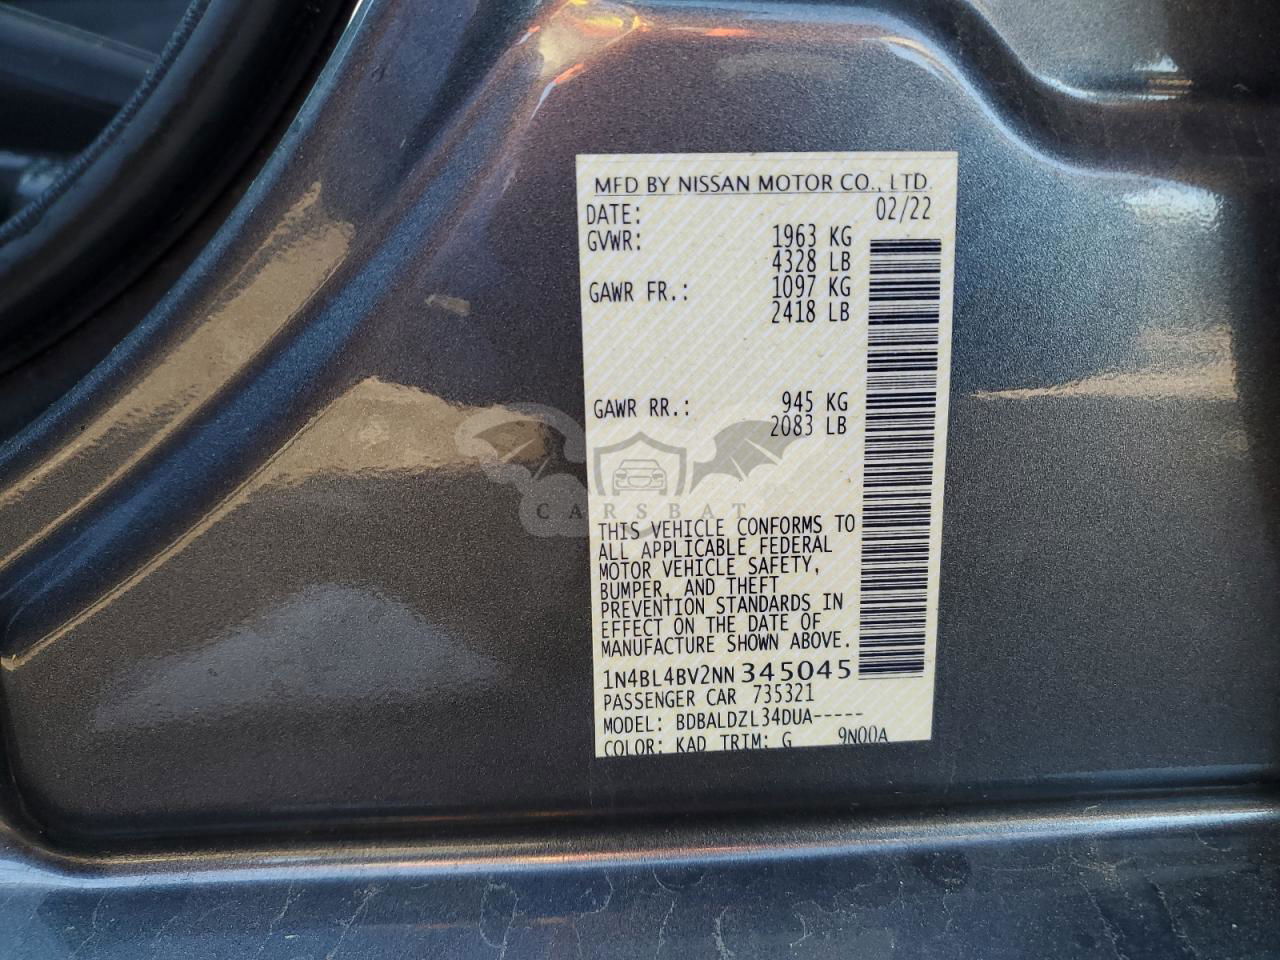 MFD BY NISSAN MOTOR CO., LTD.
DATE: 02/22
GVWR: 1963 KG
4328 LB
GAWR FR.: 1097 KG
2418 LB
GAWR RR.: 945 KG
2083 LB
CARSBAT
THIS VEHICLE CONFORMS TO
ALL APPLICABLE FEDERAL
MOTOR VEHICLE SAFETY,
BUMPER, AND THEFT
PREVENTION STANDARDS IN
EFFECT ON THE DATE OF
MANUFACTURE SHOWN ABOVE.
1N4BL4BV2NN345045
PASSENGER CAR 735321
MODEL: BDBALDZL34DUA-----
COLOR: KAD TRIM: G 9N00A